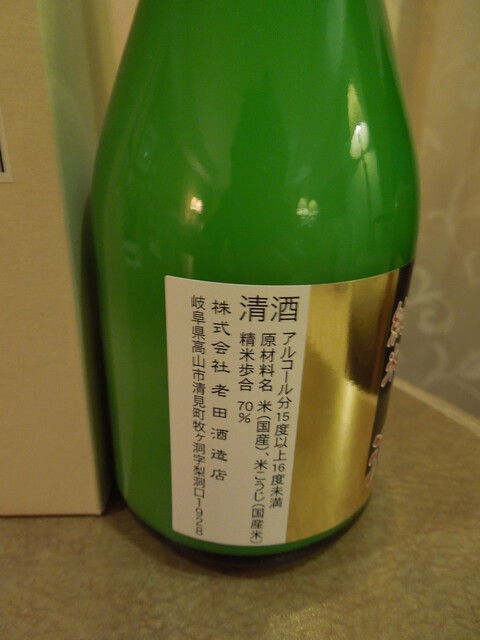 清酒
アルコール分15度以上16度未満
原材料名 米(国産)、米こうじ(国産米)
精米歩合 70%
株式会社 老田酒造店
岐阜県高山市清見町牧ヶ洞字梨洞口1928
純米